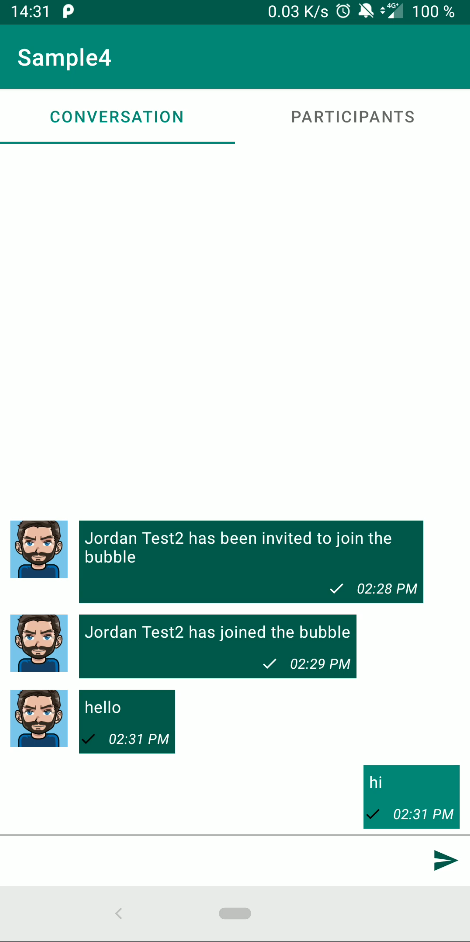 14:31 0.03 K/s 4G+ 100 %
Sample4
CONVERSATION PARTICIPANTS
Jordan Test2 has been invited to join the
bubble
02:28 PM
Jordan Test2 has joined the bubble
02:29 PM
hello
02:31 PM
hi
02:31 PM